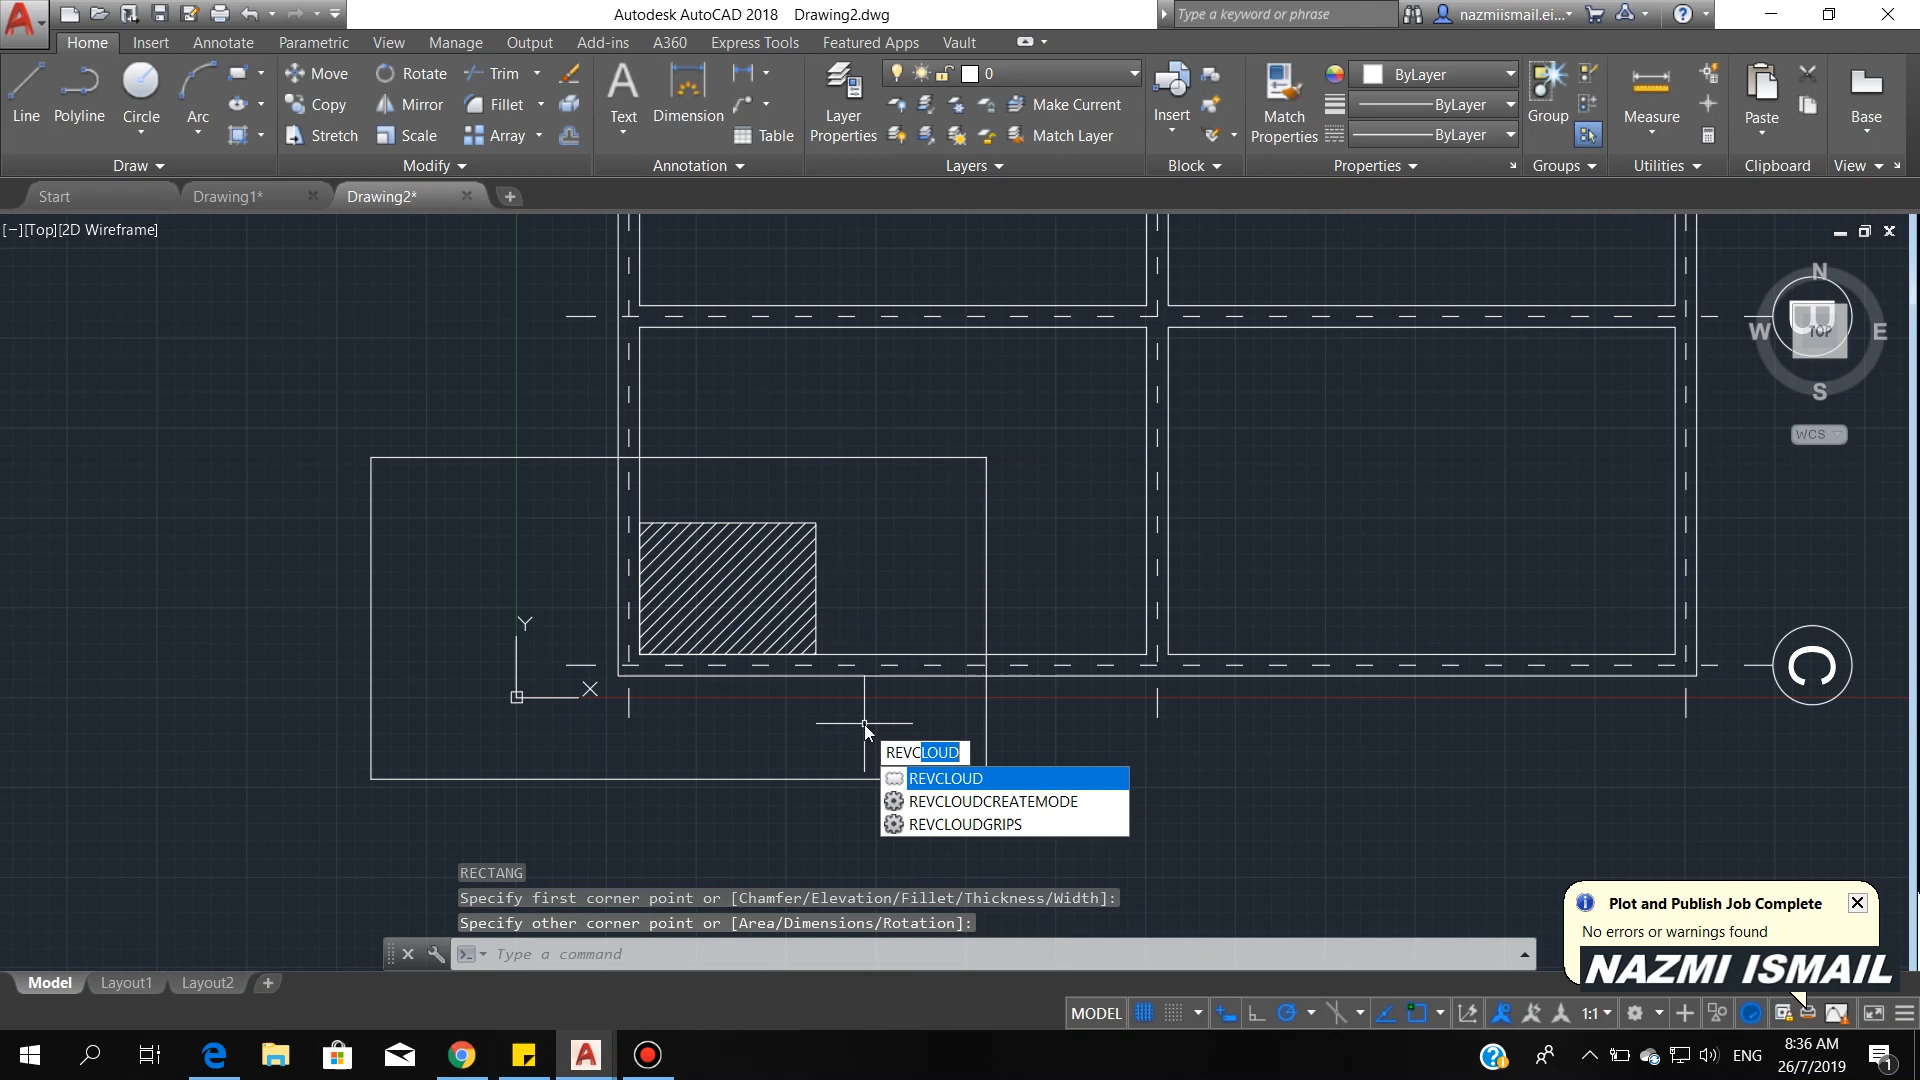 Autodesk AutoCAD 2018 Drawing2.dwg
Type a keyword or phrase
nazmiismail.ei...
Home Insert Annotate Parametric View Manage Output Add-ins A360 Express Tools Featured Apps Vault
Line Polyline Circle Arc
Move Rotate Trim
Copy Mirror Fillet
Stretch Scale Array
Text Dimension Table
Layer Properties
0
Make Current
Match Layer
Insert
Match Properties
ByLayer
ByLayer
ByLayer
Group
Measure
Paste
Base
Draw Modify Annotation Layers Block Properties Groups Utilities Clipboard View
Start Drawing1* Drawing2*
[−][Top][2D Wireframe]
N
W TOP E
S
WCS
B
Y
X
C
REVCLOUD
REVCLOUD
REVCLOUDCREATEMODE
REVCLOUDGRIPS
RECTANG
Specify first corner point or [Chamfer/Elevation/Fillet/Thickness/Width]:
Specify other corner point or [Area/Dimensions/Rotation]:
Type a command
Plot and Publish Job Complete
No errors or warnings found
NAZMI ISMAIL
Model Layout1 Layout2
MODEL 1:1
ENG
8:36 AM
26/7/2019
1